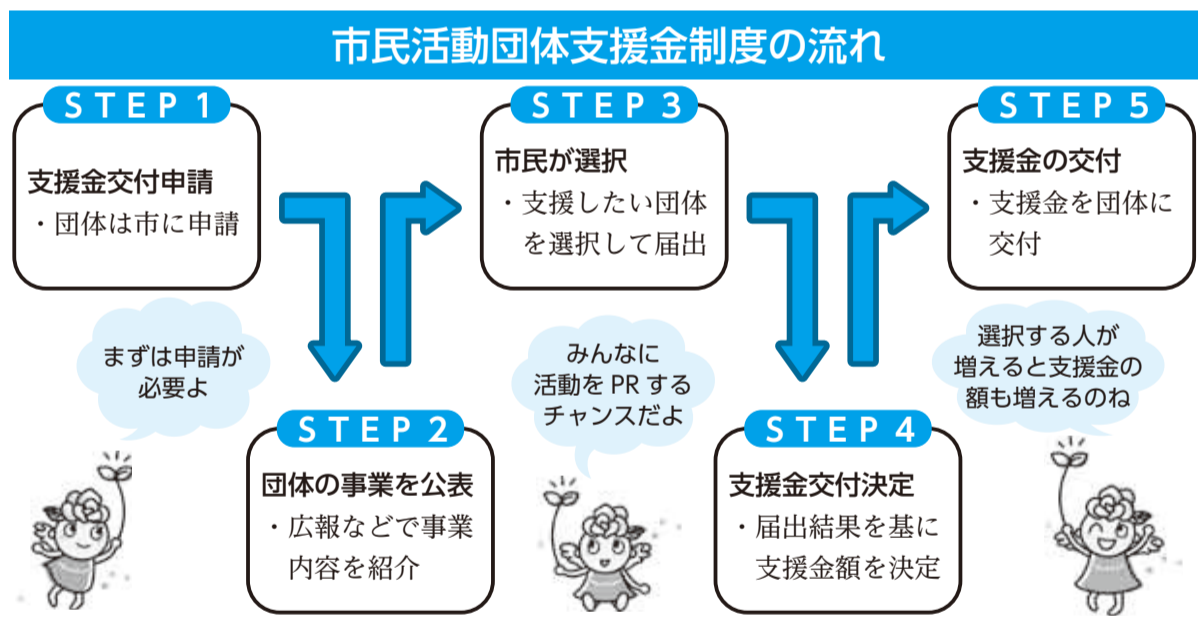 市民活動団体支援金制度の流れ
STEP 1
支援金交付申請
・団体は市に申請
まずは申請が
必要よ
STEP 2
団体の事業を公表
・広報などで事業
内容を紹介
STEP 3
市民が選択
・支援したい団体
を選択して届出
みんなに
活動を PR する
チャンスだよ
STEP 4
支援金交付決定
・届出結果を基に
支援金額を決定
STEP 5
支援金の交付
・支援金を団体に
交付
選択する人が
増えると支援金の
額も増えるのね